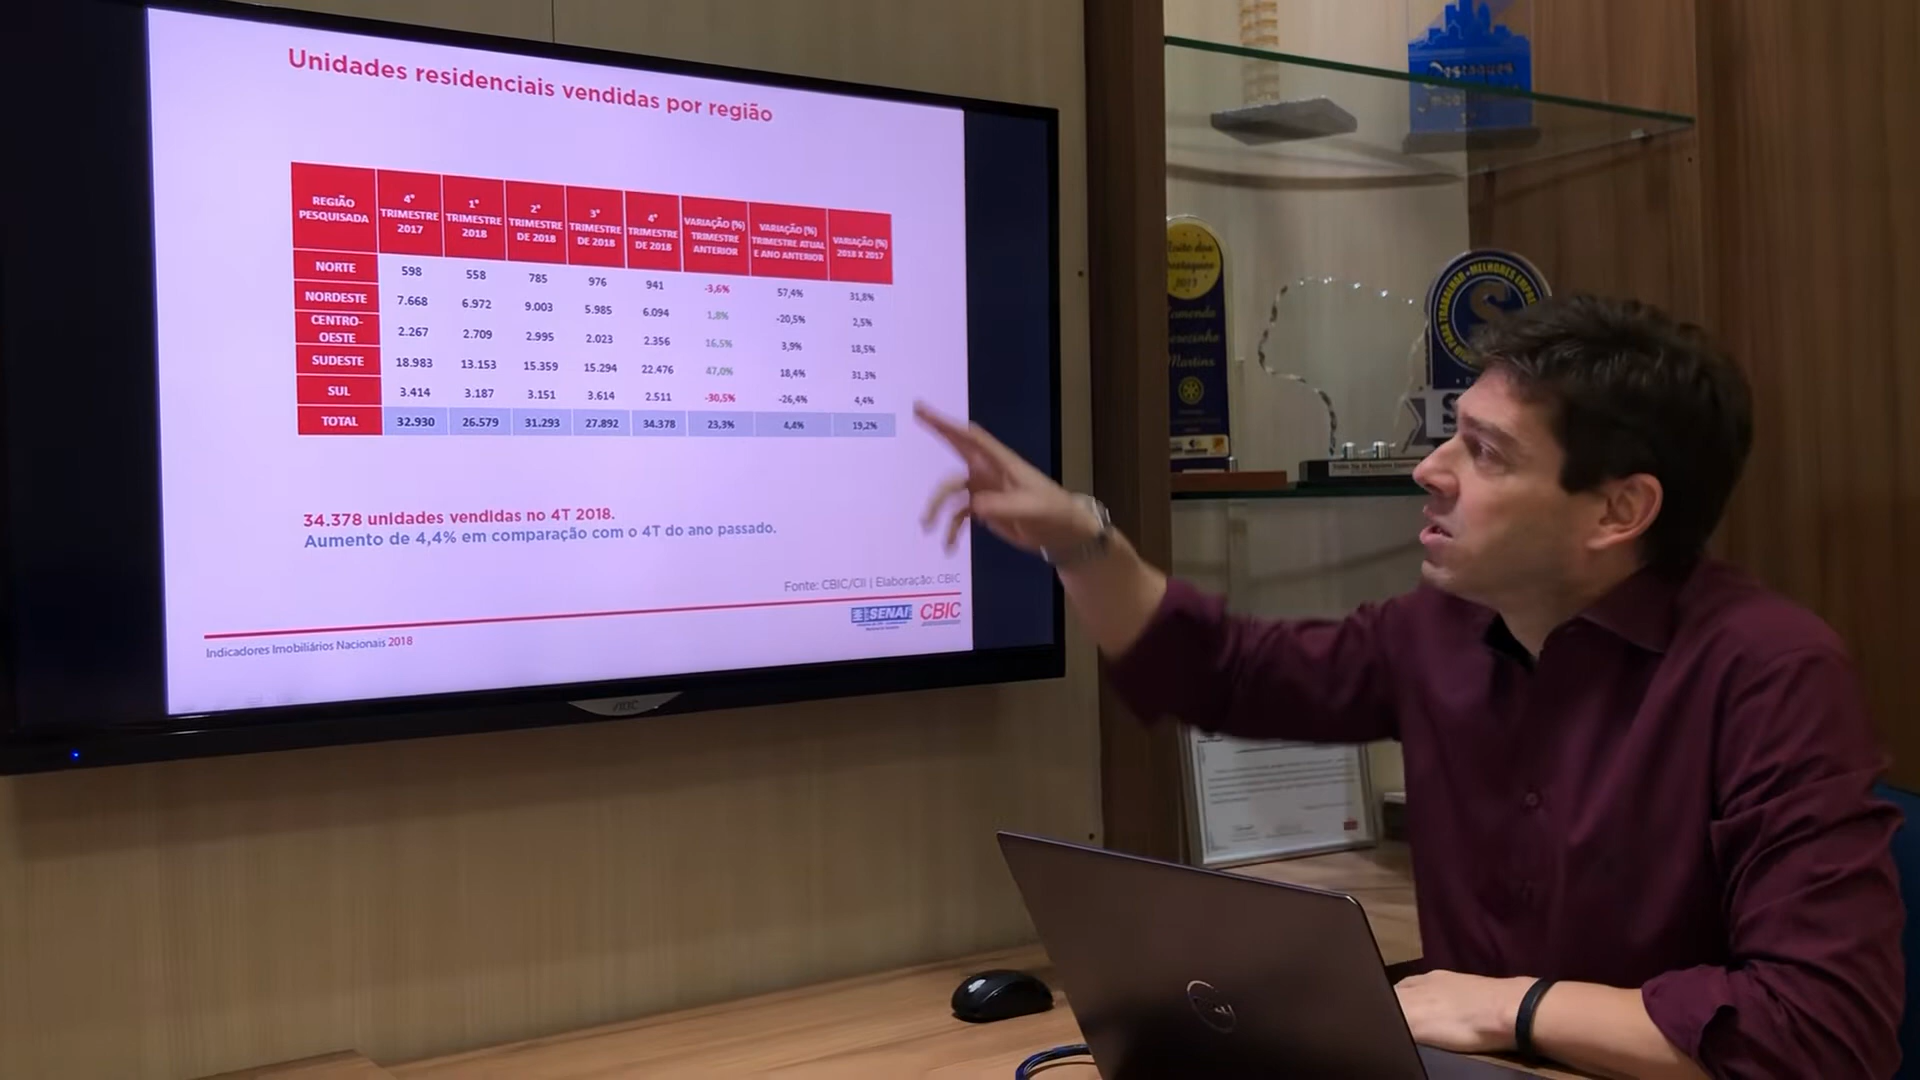 Unidades residenciais vendidas por região
REGIÃO PESQUISADA 4° TRIMESTRE 2017 1° TRIMESTRE 2018 2° TRIMESTRE DE 2018 3° TRIMESTRE DE 2018 4° TRIMESTRE DE 2018 VARIAÇÃO (%) TRIMESTRE ANTERIOR VARIAÇÃO (%) TRIMESTRE ATUAL E ANO ANTERIOR VARIAÇÃO (%) 2018 X 2017
NORTE 598 558 785 976 941 -3,6% 57,4% 31,8%
NORDESTE 7.668 6.972 9.003 5.985 6.094 1,8% -20,5% 2,5%
CENTRO-OESTE 2.267 2.709 2.995 2.023 2.356 16,5% 3,9% 18,5%
SUDESTE 18.983 13.153 15.359 15.294 22.476 47,0% 18,4% 31,3%
SUL 3.414 3.187 3.151 3.614 2.511 -30,5% -26,4% 4,4%
TOTAL 32.930 26.579 31.293 27.892 34.378 23,3% 4,4% 19,2%
34.378 unidades vendidas no 4T 2018.
Aumento de 4,4% em comparação com o 4T do ano passado.
Fonte: CBIC/CII | Elaboração: CBIC
SENAI CBIC
Indicadores Imobiliários Nacionais 2018
AOC
Destaques
Martins
DELL